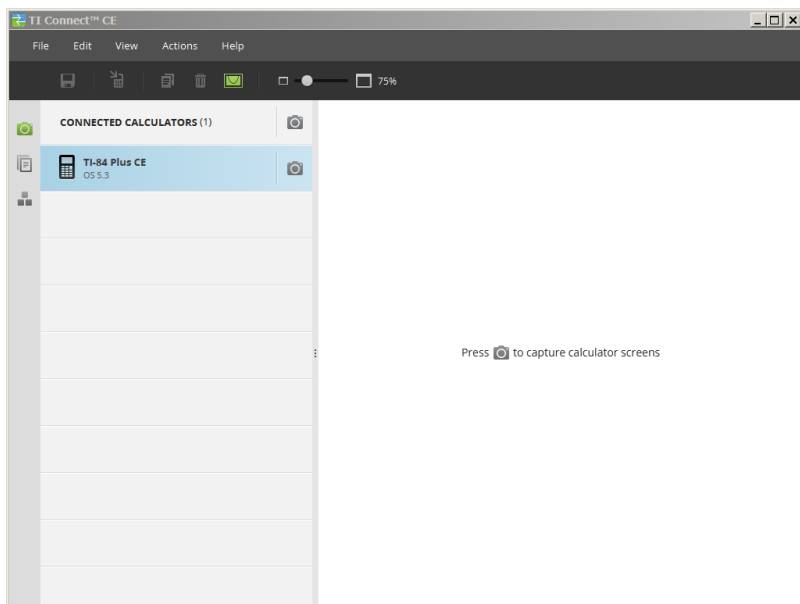 TI Connect™ CE
File Edit View Actions Help
75%
CONNECTED CALCULATORS (1)
TI-84 Plus CE
OS 5.3
Press to capture calculator screens